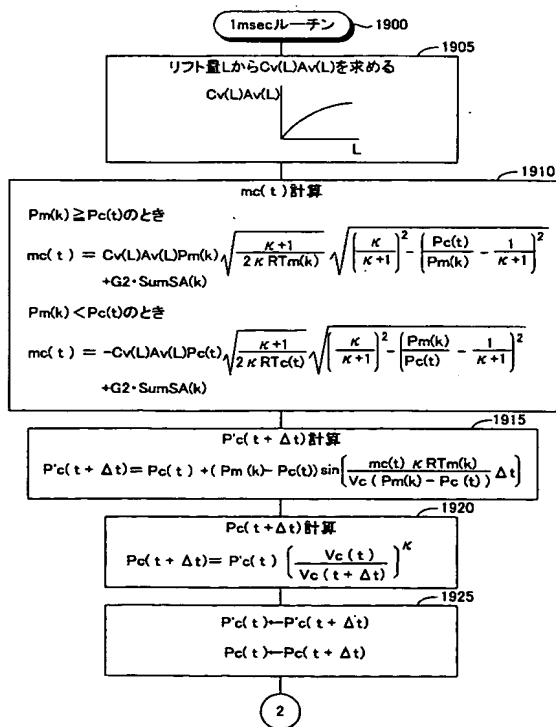 1msecルーチン
1900
1905
リフト量LからCv(L)Av(L)を求める
Cv(L)Av(L)
L
1910
mc(t)計算
Pm(k)≧Pc(t)のとき
mc(t) = Cv(L)Av(L)Pm(k)√((κ+1)/(2κRTm(k))) √((κ/(κ+1))^2-(Pc(t)/Pm(k)-1/(κ+1))^2)
+G2・SumSA(k)
Pm(k)<Pc(t)のとき
mc(t) = -Cv(L)Av(L)Pc(t)√((κ+1)/(2κRTc(t))) √((κ/(κ+1))^2-(Pm(k)/Pc(t)-1/(κ+1))^2)
+G2・SumSA(k)
1915
P'c(t+Δt)計算
P'c(t+Δt)=Pc(t)+(Pm(k)-Pc(t))sin(mc(t)κRTm(k)/(Vc(Pm(k)-Pc(t)))Δt)
1920
Pc(t+Δt)計算
Pc(t+Δt)=P'c(t)(Vc(t)/Vc(t+Δt))^κ
1925
P'c(t)←P'c(t+Δt)
Pc(t)←Pc(t+Δt)
2